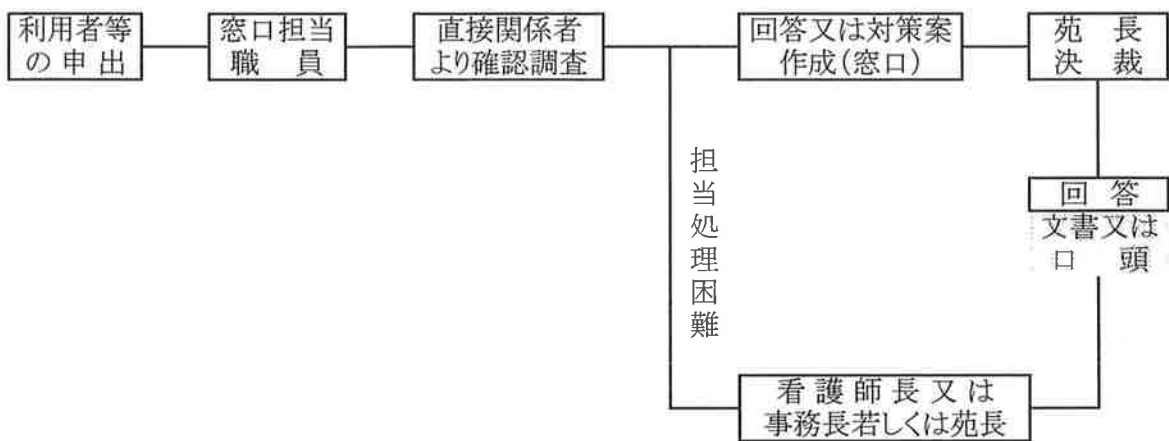 利用者等
の申出
窓口担当
職員
直接関係者
より確認調査
回答又は対策案
作成(窓口)
苑長
決裁
担当処理困難
回答
文書又は
口頭
看護師長又は
事務長若しくは苑長